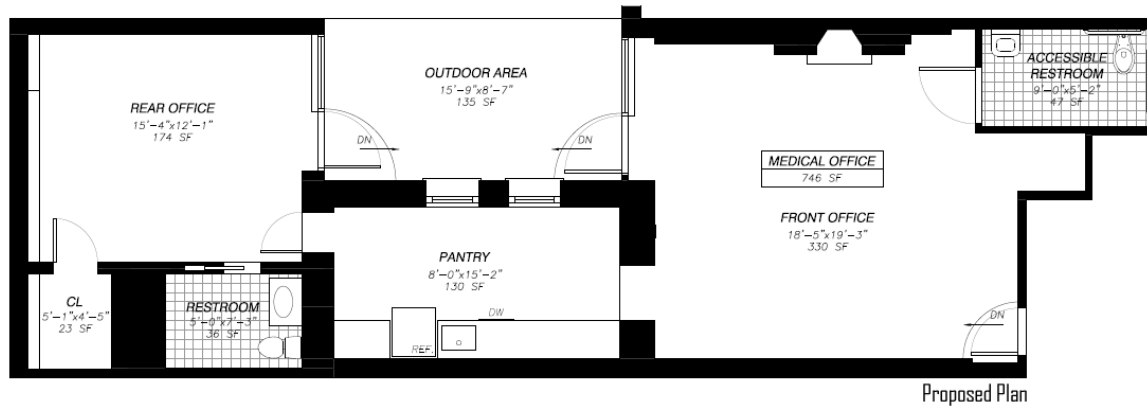 OUTDOOR AREA
15'-9"x8'-7"
135 SF
ACCESSIBLE
RESTROOM
9'-0"x5'-2"
47 SF
REAR OFFICE
15'-4"x12'-1"
174 SF
DN
DN
MEDICAL OFFICE
746 SF
FRONT OFFICE
18'-5"x19'-3"
330 SF
PANTRY
8'-0"x15'-2"
130 SF
CL
5'-1"x4'-5"
23 SF
RESTROOM
5'-0"x7'-3"
36 SF
DW
REF.
DN
Proposed Plan